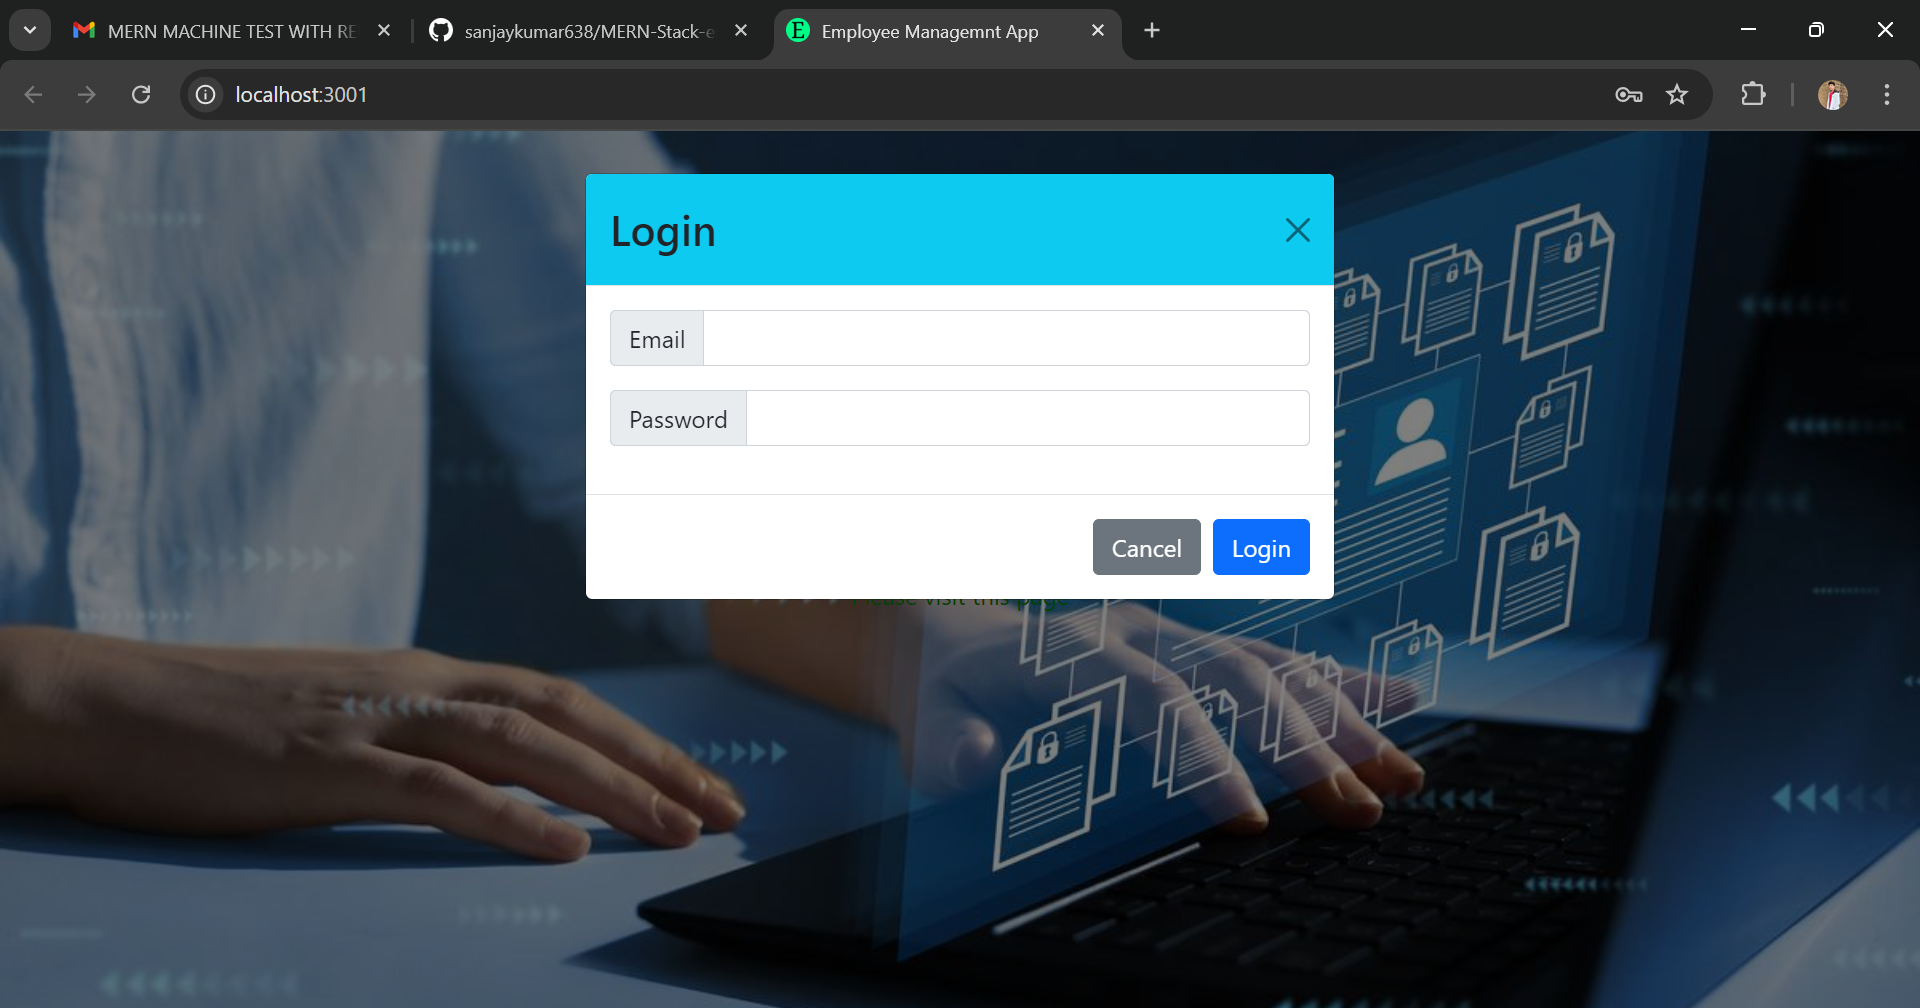 MERN MACHINE TEST WITH RE
sanjaykumar638/MERN-Stack-e
Employee Managemnt App
localhost:3001
Login
Email
Password
Cancel Login
Please visit this page